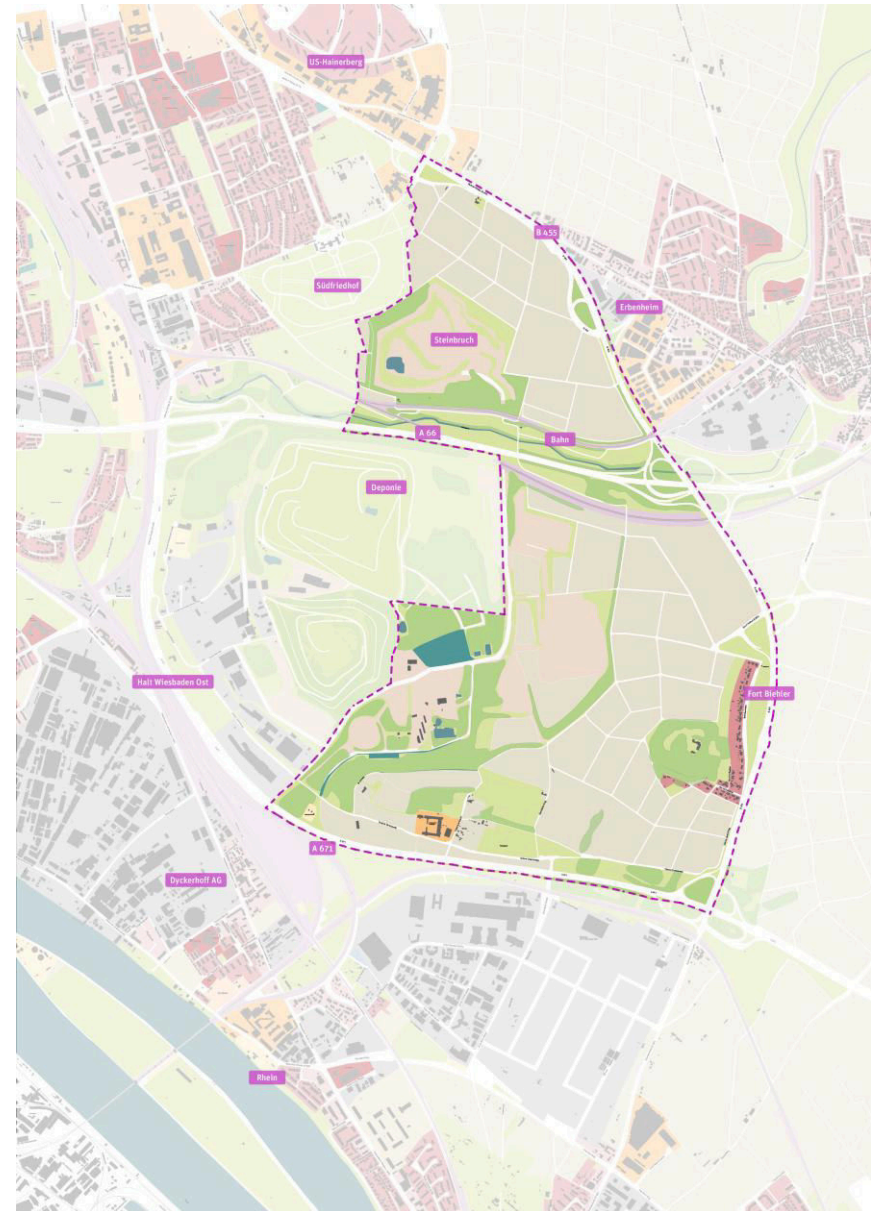 US-Hainerberg
B 455
Südfriedhof
Erbenheim
Steinbruch
A 66
Bahn
Deponie
Halt Wiesbaden Ost
Fort Biehler
A 671
Dyckerhoff AG
Rhein